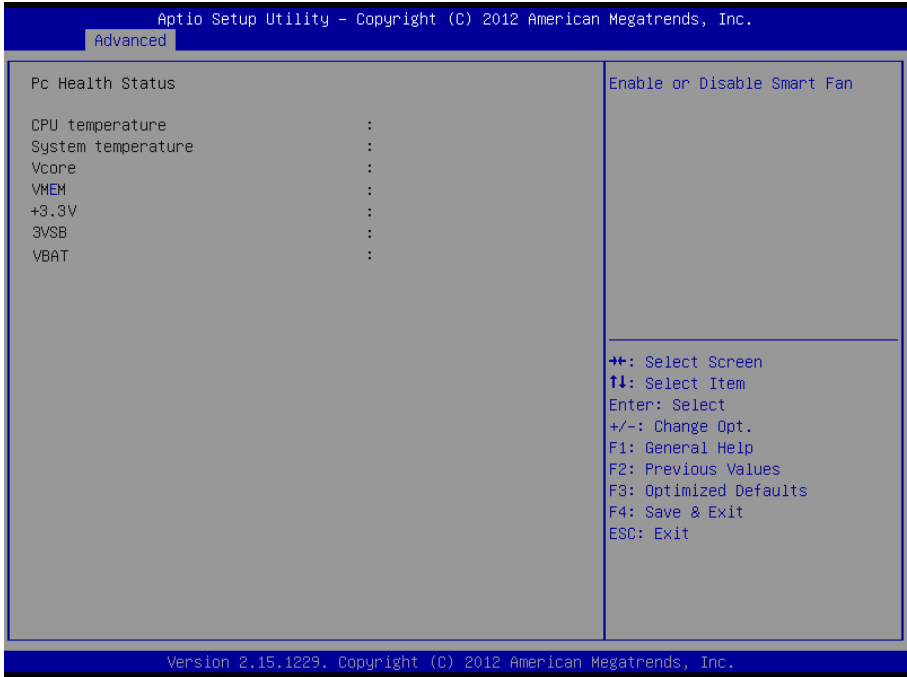 Aptio Setup Utility – Copyright (C) 2012 American Megatrends, Inc.
Advanced
Pc Health Status
CPU temperature :
System temperature :
Vcore :
VMEM :
+3.3V :
3VSB :
VBAT :
Enable or Disable Smart Fan
→←: Select Screen
↑↓: Select Item
Enter: Select
+/-: Change Opt.
F1: General Help
F2: Previous Values
F3: Optimized Defaults
F4: Save & Exit
ESC: Exit
Version 2.15.1229. Copyright (C) 2012 American Megatrends, Inc.